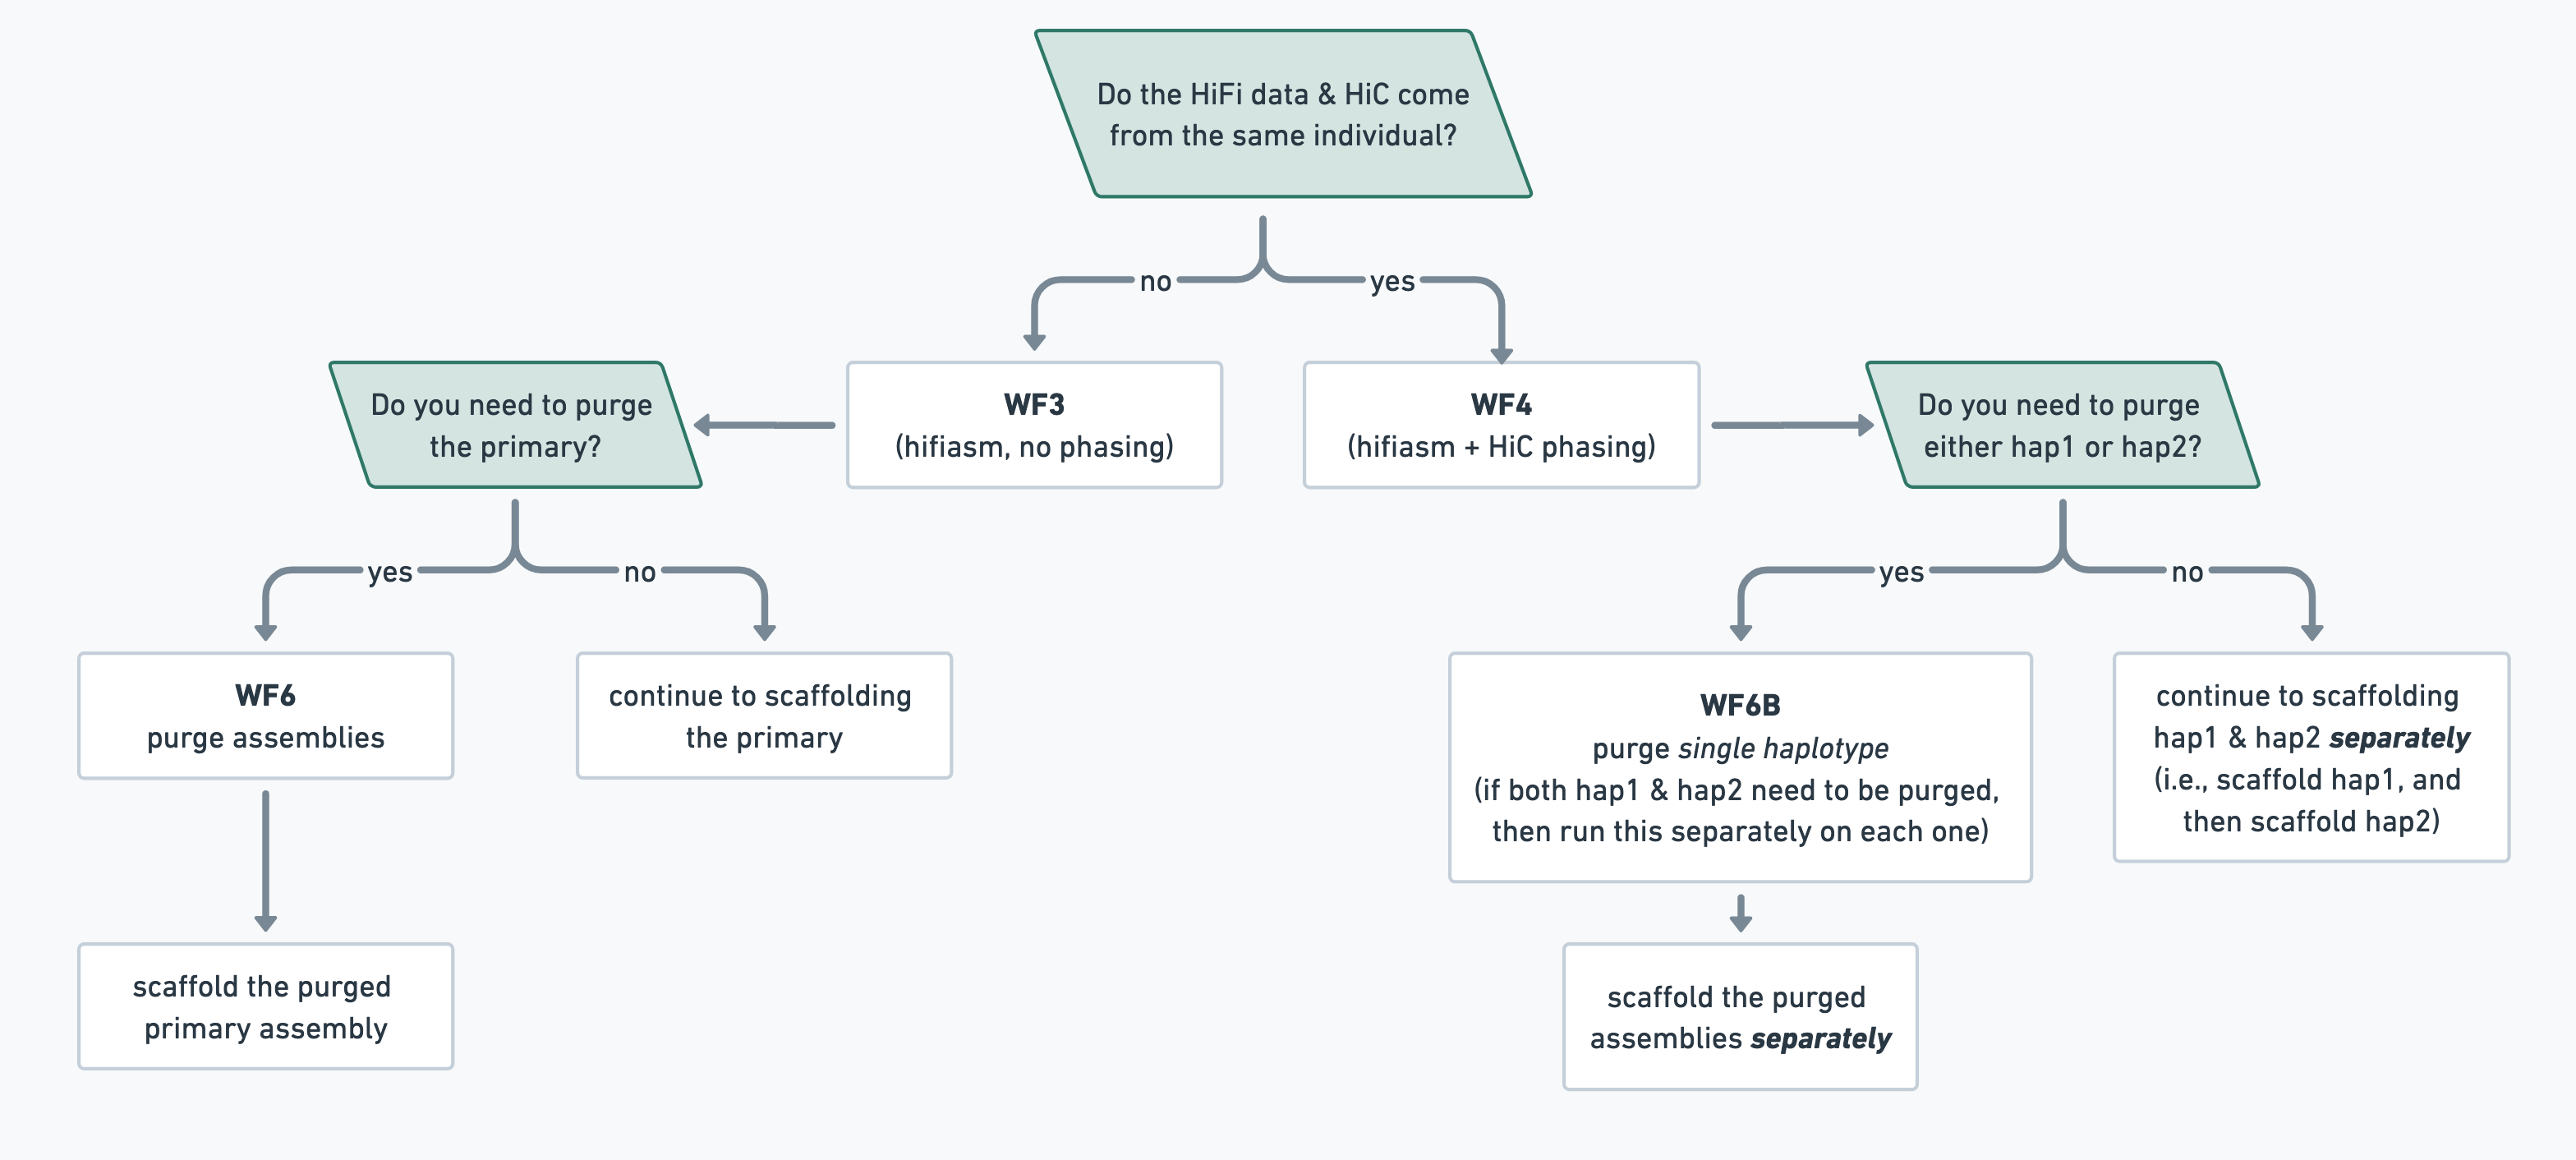 Do the HiFi data & HiC come
from the same individual?
no
yes
Do you need to purge
the primary?
WF3
(hifiasm, no phasing)
WF4
(hifiasm + HiC phasing)
Do you need to purge
either hap1 or hap2?
yes
no
yes
no
WF6
purge assemblies
continue to scaffolding
the primary
WF6B
purge single haplotype
(if both hap1 & hap2 need to be purged,
then run this separately on each one)
continue to scaffolding
hap1 & hap2 separately
(i.e., scaffold hap1, and
then scaffold hap2)
scaffold the purged
primary assembly
scaffold the purged
assemblies separately